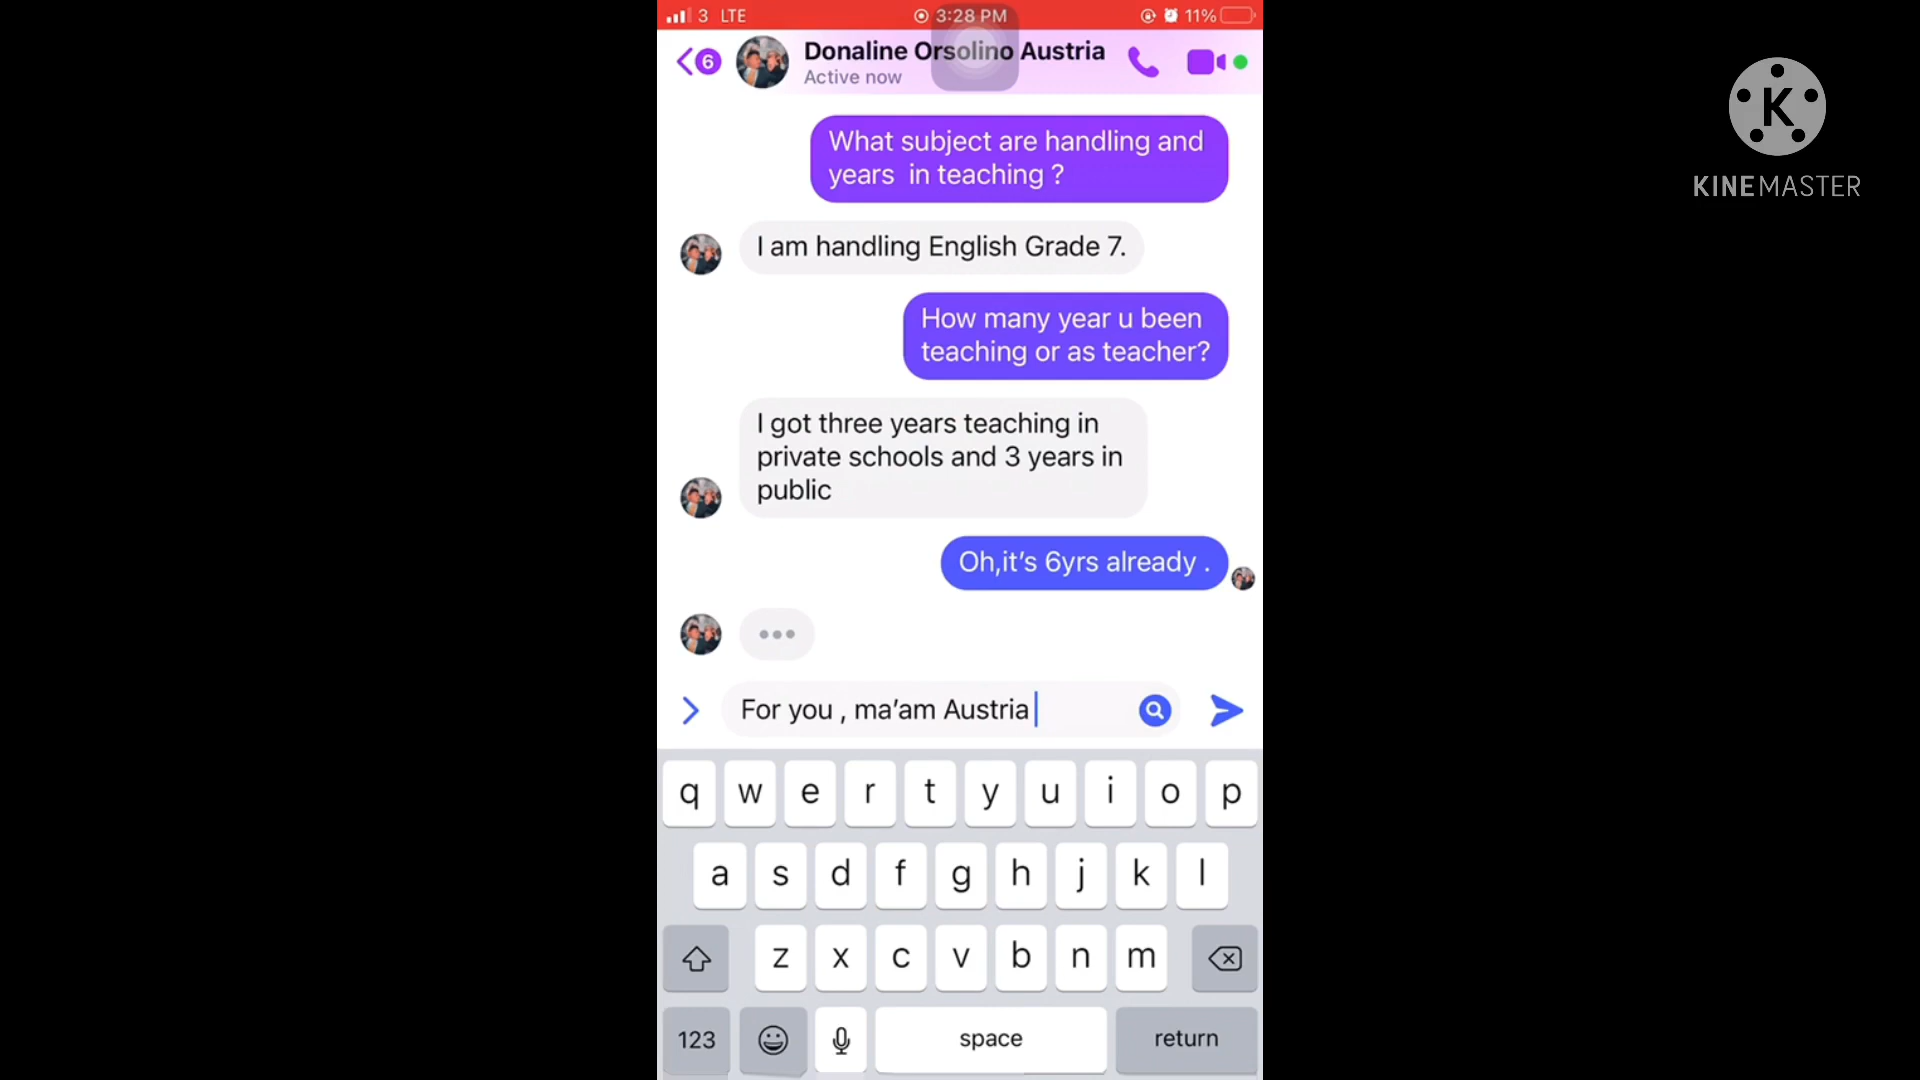 3 LTE
3:28 PM
11%
6
Donaline Orsolino Austria
Active now
What subject are handling and
years  in teaching ?
I am handling English Grade 7.
How many year u been
teaching or as teacher?
I got three years teaching in
private schools and 3 years in
public
Oh,it's 6yrs already .
For you , ma'am Austria
q w e r t y u i o p
a s d f g h j k l
z x c v b n m
123
space
return
K
KINEMASTER